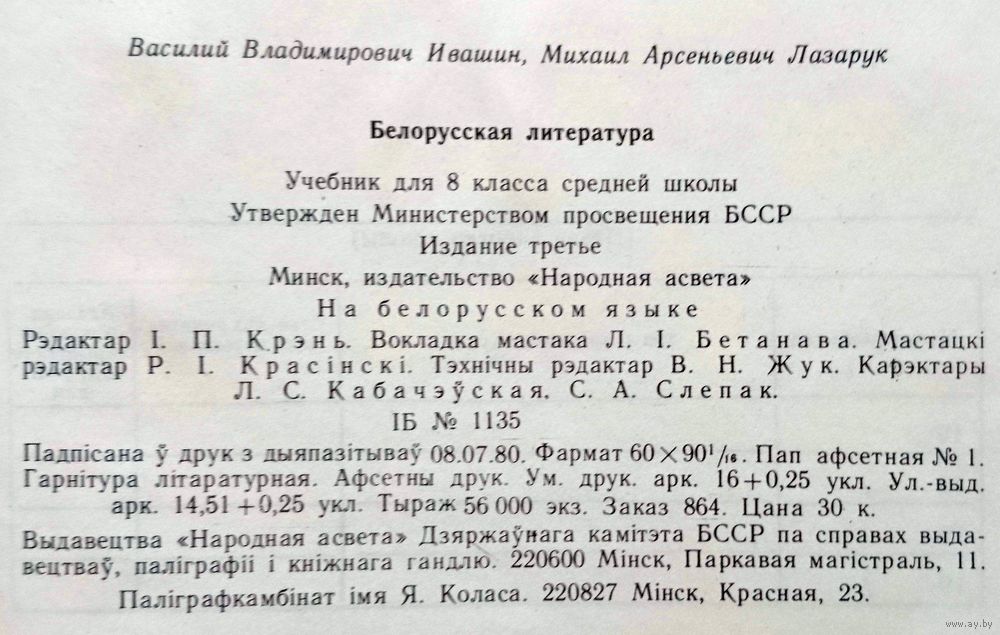 Василий Владимирович Ивашин, Михаил Арсеньевич Лазарук
Белорусская литература
Учебник для 8 класса средней школы
Утвержден Министерством просвещения БССР
Издание третье
Минск, издательство «Народная асвета»
На белорусском языке
Рэдактар І. П. Крэнь. Вокладка мастака Л. І. Бетанава. Мастацкі
рэдактар Р. І. Красінскі. Тэхнічны рэдактар В. Н. Жук. Карэктары
Л. С. Кабачэўская, С. А. Слепак.
ІБ № 1135
Падпісана ў друк з дыяпазітываў 08.07.80. Фармат 60×90¹/₁₆. Пап афсетная № 1.
Гарнітура літаратурная. Афсетны друк. Ум. друк. арк. 16+0,25 укл. Ул.-выд.
арк. 14,51+0,25 укл. Тыраж 56 000 экз. Заказ 864. Цана 30 к.
Выдавецтва «Народная асвета» Дзяржаўнага камітэта БССР па справах выда-
вецтваў, паліграфіі і кніжнага гандлю. 220600 Мінск, Паркавая магістраль, 11.
Паліграфкамбінат імя Я. Коласа. 220827 Мінск, Красная, 23.
www.ay.by